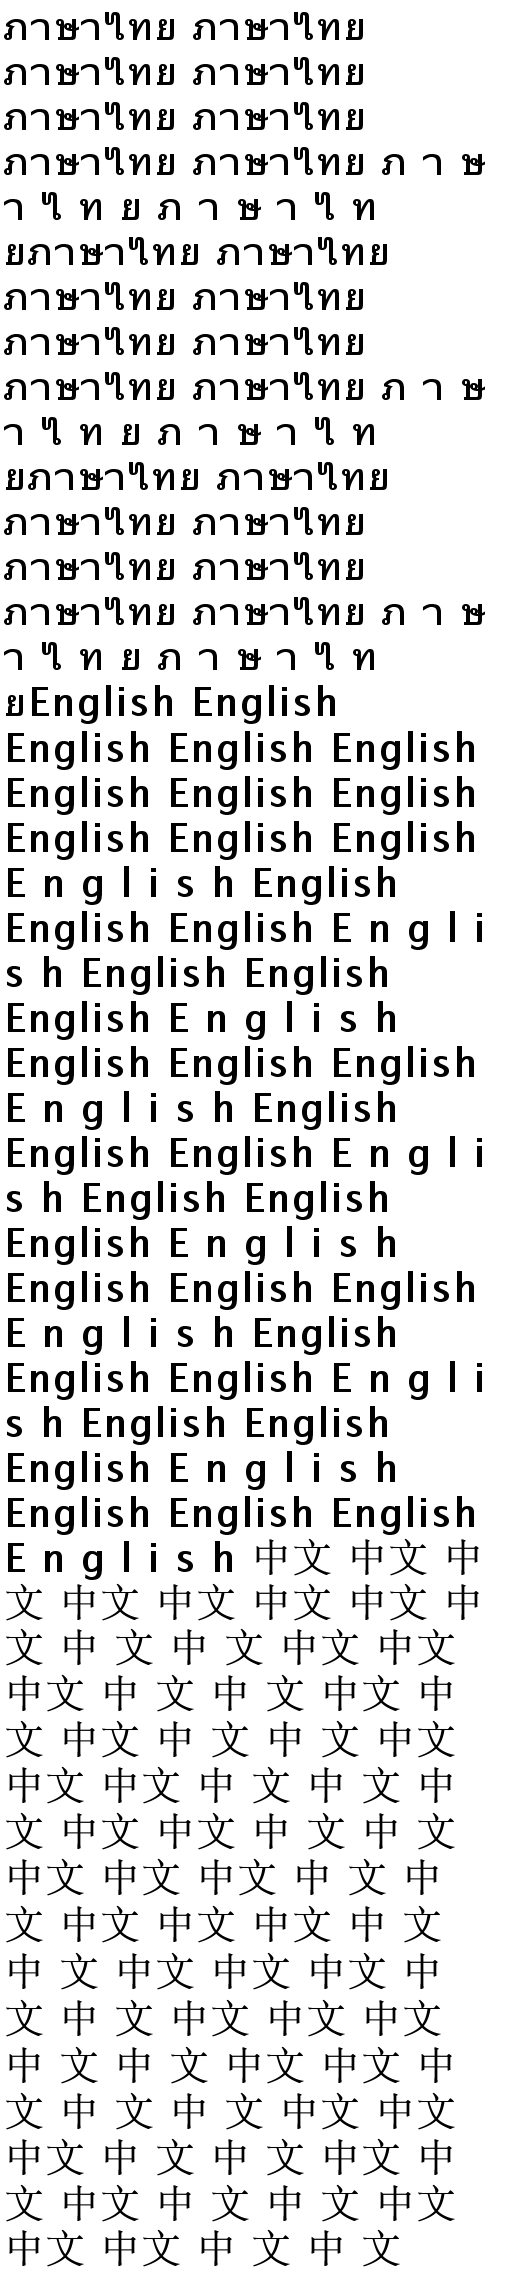 ภาษาไทย ภาษาไทย
ภาษาไทย ภาษาไทย
ภาษาไทย ภาษาไทย
ภาษาไทย ภาษาไทย ภ า ษ
า ไ ท ย ภ า ษ า ไ ท
ยภาษาไทย ภาษาไทย
ภาษาไทย ภาษาไทย
ภาษาไทย ภาษาไทย
ภาษาไทย ภาษาไทย ภ า ษ
า ไ ท ย ภ า ษ า ไ ท
ยภาษาไทย ภาษาไทย
ภาษาไทย ภาษาไทย
ภาษาไทย ภาษาไทย
ภาษาไทย ภาษาไทย ภ า ษ
า ไ ท ย ภ า ษ า ไ ท
ยEnglish English
English English English
English English English
English English English
E n g l i s h English
English English E n g l i
s h English English
English E n g l i s h
English English English
E n g l i s h English
English English E n g l i
s h English English
English E n g l i s h
English English English
E n g l i s h English
English English E n g l i
s h English English
English E n g l i s h
English English English
E n g l i s h 中文 中文 中
文 中文 中文 中文 中文 中
文 中 文 中 文 中文 中文
中文 中 文 中 文 中文 中
文 中文 中 文 中 文 中文
中文 中文 中 文 中 文 中
文 中文 中文 中 文 中 文
中文 中文 中文 中 文 中
文 中文 中文 中文 中 文
中 文 中文 中文 中文 中
文 中 文 中文 中文 中文
中 文 中 文 中文 中文 中
文 中 文 中 文 中文 中文
中文 中 文 中 文 中文 中
文 中文 中 文 中 文 中文
中文 中文 中 文 中 文